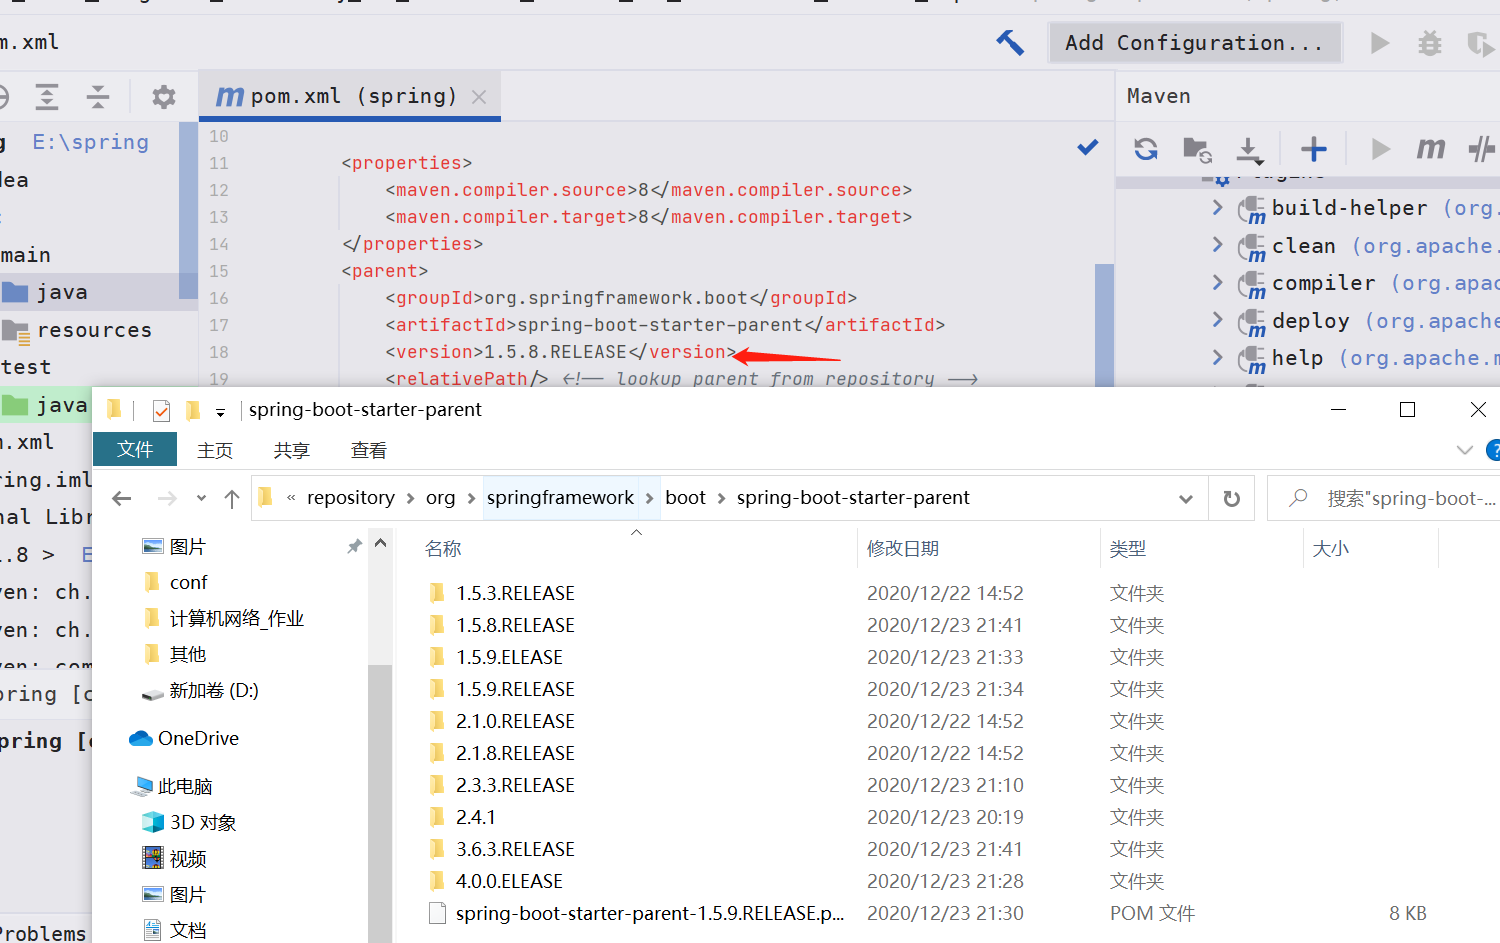 m.xml
Add Configuration...
pom.xml (spring)
Maven
E:\spring
10
11 <properties>
12 <maven.compiler.source>8</maven.compiler.source>
13 <maven.compiler.target>8</maven.compiler.target>
14 </properties>
15 <parent>
16 <groupId>org.springframework.boot</groupId>
17 <artifactId>spring-boot-starter-parent</artifactId>
18 <version>1.5.8.RELEASE</version>
19 <relativePath/> <!-- lookup parent from repository -->
dea
main
java
resources
test
java
m.xml
ring.iml
nal Libr
1.8 > E
ven: ch.
ven: ch.
ven: com
pring [c
pring [c
Problems
build-helper (org.
clean (org.apache.
compiler (org.apac
deploy (org.apache
help (org.apache.m
spring-boot-starter-parent
文件 主页 共享 查看
« repository > org > springframework > boot > spring-boot-starter-parent
搜索"spring-boot-...
图片
conf
计算机网络_作业
其他
新加卷 (D:)
OneDrive
此电脑
3D 对象
视频
图片
文档
名称 修改日期 类型 大小
1.5.3.RELEASE 2020/12/22 14:52 文件夹
1.5.8.RELEASE 2020/12/23 21:41 文件夹
1.5.9.ELEASE 2020/12/23 21:33 文件夹
1.5.9.RELEASE 2020/12/23 21:34 文件夹
2.1.0.RELEASE 2020/12/22 14:52 文件夹
2.1.8.RELEASE 2020/12/22 14:52 文件夹
2.3.3.RELEASE 2020/12/23 21:10 文件夹
2.4.1 2020/12/23 20:19 文件夹
3.6.3.RELEASE 2020/12/23 21:41 文件夹
4.0.0.ELEASE 2020/12/23 21:28 文件夹
spring-boot-starter-parent-1.5.9.RELEASE.p... 2020/12/23 21:30 POM 文件 8 KB